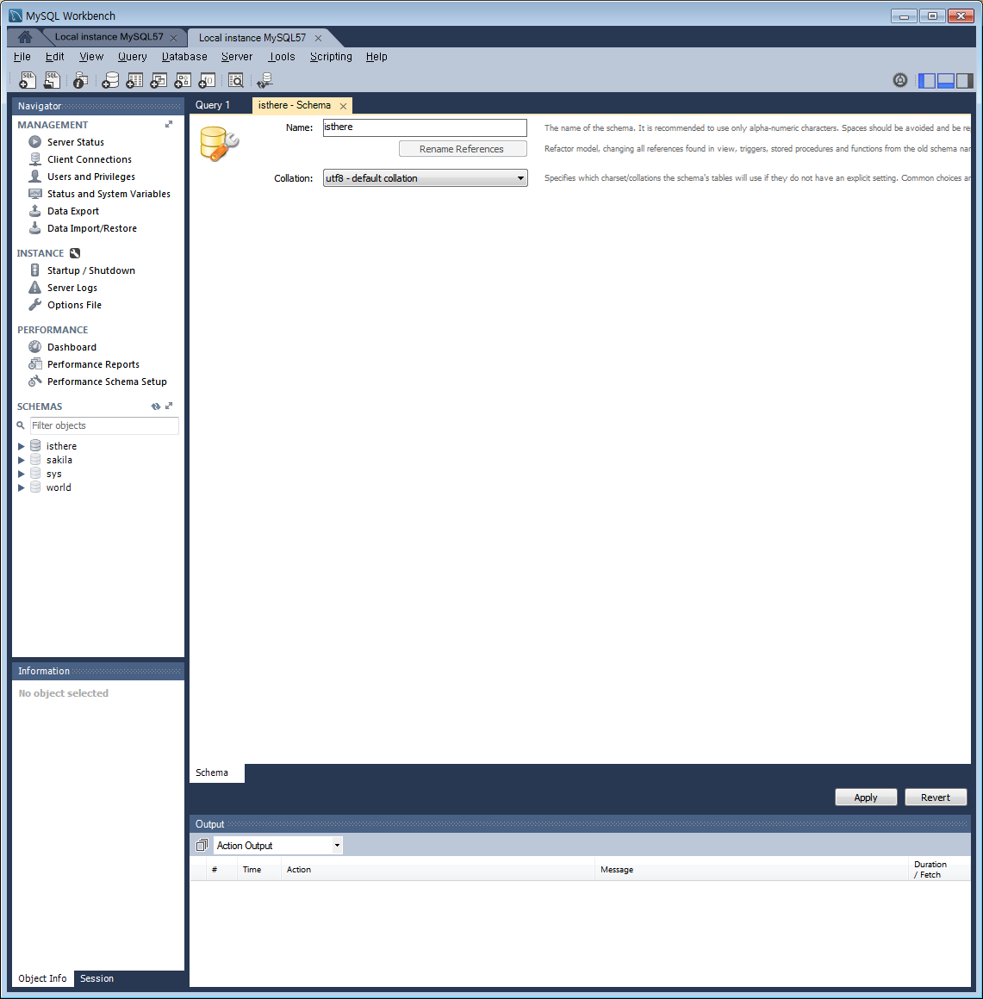 MySQL Workbench
Local instance MySQL57
Local instance MySQL57
File Edit View Query Database Server Tools Scripting Help
Navigator
MANAGEMENT
Server Status
Client Connections
Users and Privileges
Status and System Variables
Data Export
Data Import/Restore
INSTANCE
Startup / Shutdown
Server Logs
Options File
PERFORMANCE
Dashboard
Performance Reports
Performance Schema Setup
SCHEMAS
Filter objects
isthere
sakila
sys
world
Information
No object selected
Object Info Session
Query 1 isthere - Schema
Name: isthere The name of the schema. It is recommended to use only alpha-numeric characters. Spaces should be avoided and be re
Rename References Refactor model, changing all references found in view, triggers, stored procedures and functions from the old schema nam
Collation: utf8 - default collation Specifies which charset/collations the schema's tables will use if they do not have an explicit setting. Common choices ar
Schema
Apply Revert
Output
Action Output
# Time Action Message Duration / Fetch